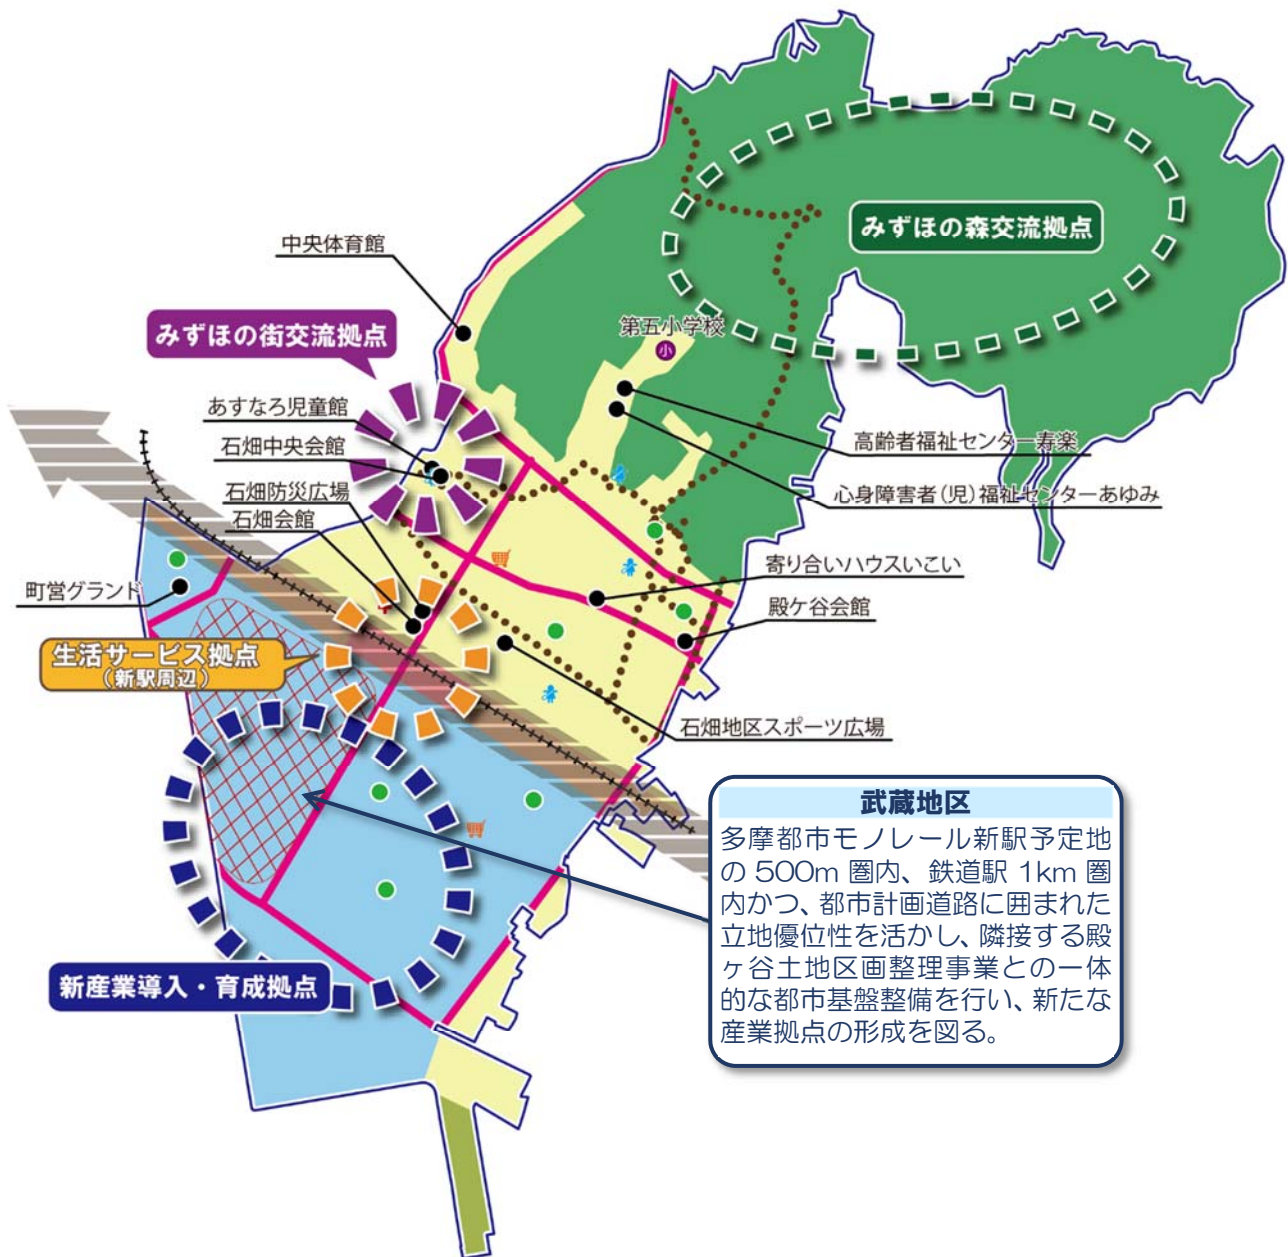 みずほの森交流拠点
中央体育館
みずほの街交流拠点
第五小学校
小
あすなろ児童館
石畑中央会館
石畑防災広場
石畑会館
高齢者福祉センター寿楽
心身障害者(児)福祉センターあゆみ
寄り合いハウスいこい
殿ケ谷会館
町営グランド
生活サービス拠点
(新駅周辺)
石畑地区スポーツ広場
武蔵地区
多摩都市モノレール新駅予定地
の 500m 圏内、鉄道駅 1km 圏
内かつ、都市計画道路に囲まれた
立地優位性を活かし、隣接する殿
ヶ谷土地区画整理事業との一体
的な都市基盤整備を行い、新たな
産業拠点の形成を図る。
新産業導入・育成拠点